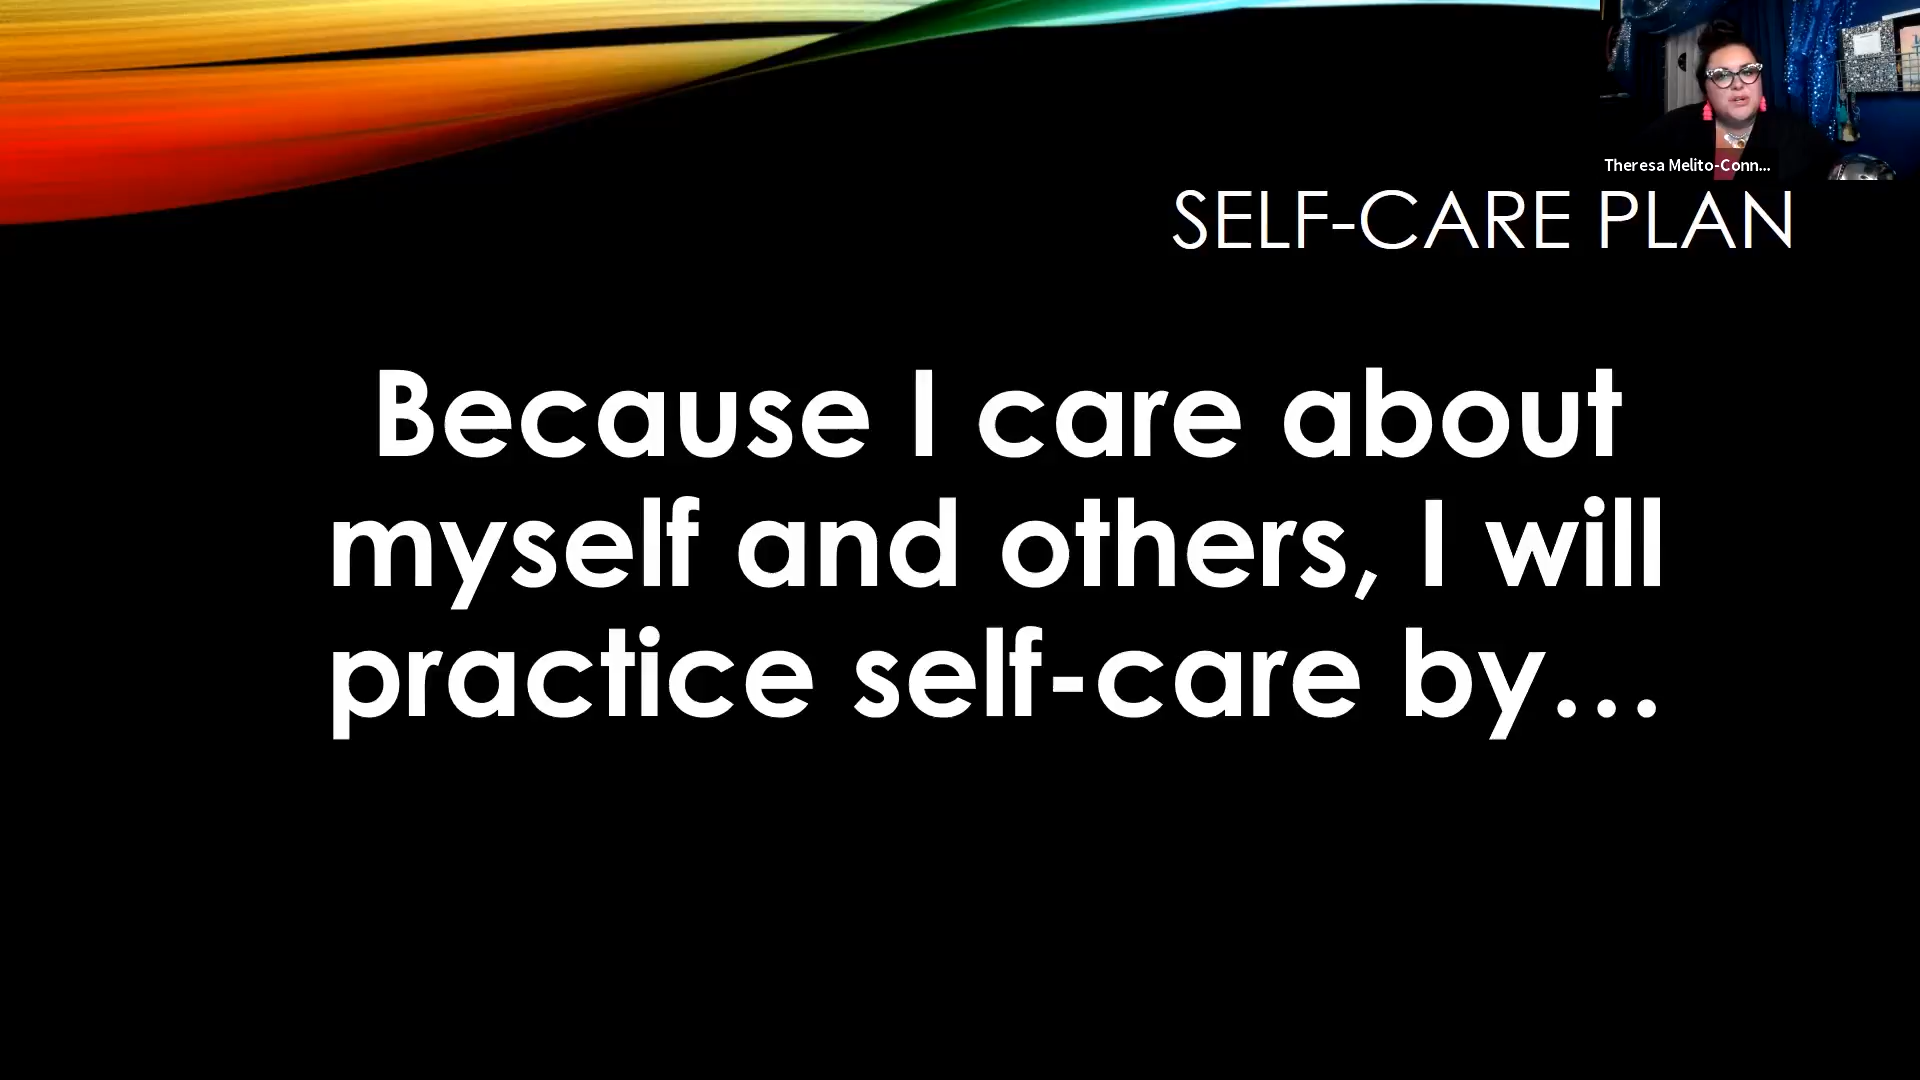 Theresa Melito-Conn...
SELF-CARE PLAN
Because I care about
myself and others, I will
practice self-care by...